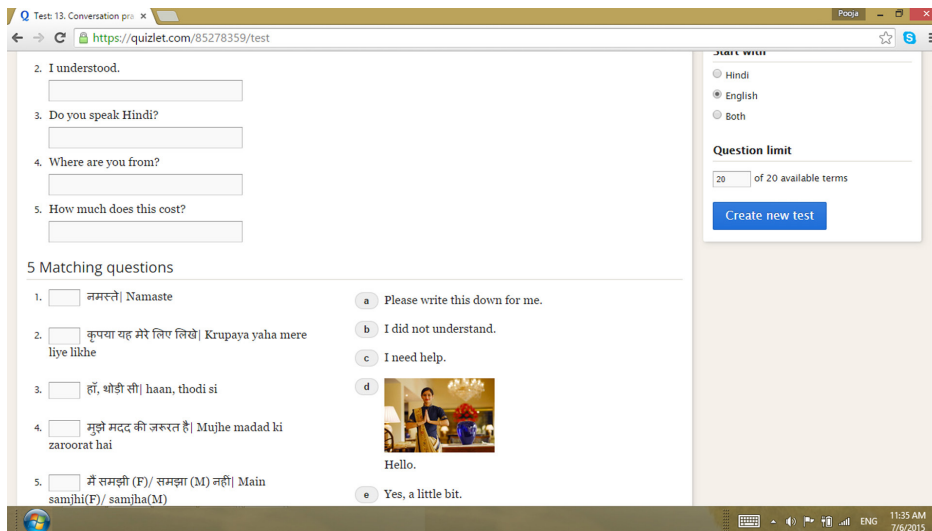 Test: 13. Conversation pra
Pooja
https://quizlet.com/85278359/test
2. I understood.
3. Do you speak Hindi?
4. Where are you from?
5. How much does this cost?
5 Matching questions
1. नमस्ते| Namaste
2. कृपया यह मेरे लिए लिखे| Krupaya yaha mere
liye likhe
3. हाँ, थोडी सी| haan, thodi si
4. मुझे मदद की ज़रूरत है| Mujhe madad ki
zaroorat hai
5. मैं समझी (F)/ समझा (M) नहीं| Main
samjhi(F)/ samjha(M)
a Please write this down for me.
b I did not understand.
c I need help.
d
Hello.
e Yes, a little bit.
Start with
Hindi
English
Both
Question limit
20 of 20 available terms
Create new test
ENG
11:35 AM
7/6/2015